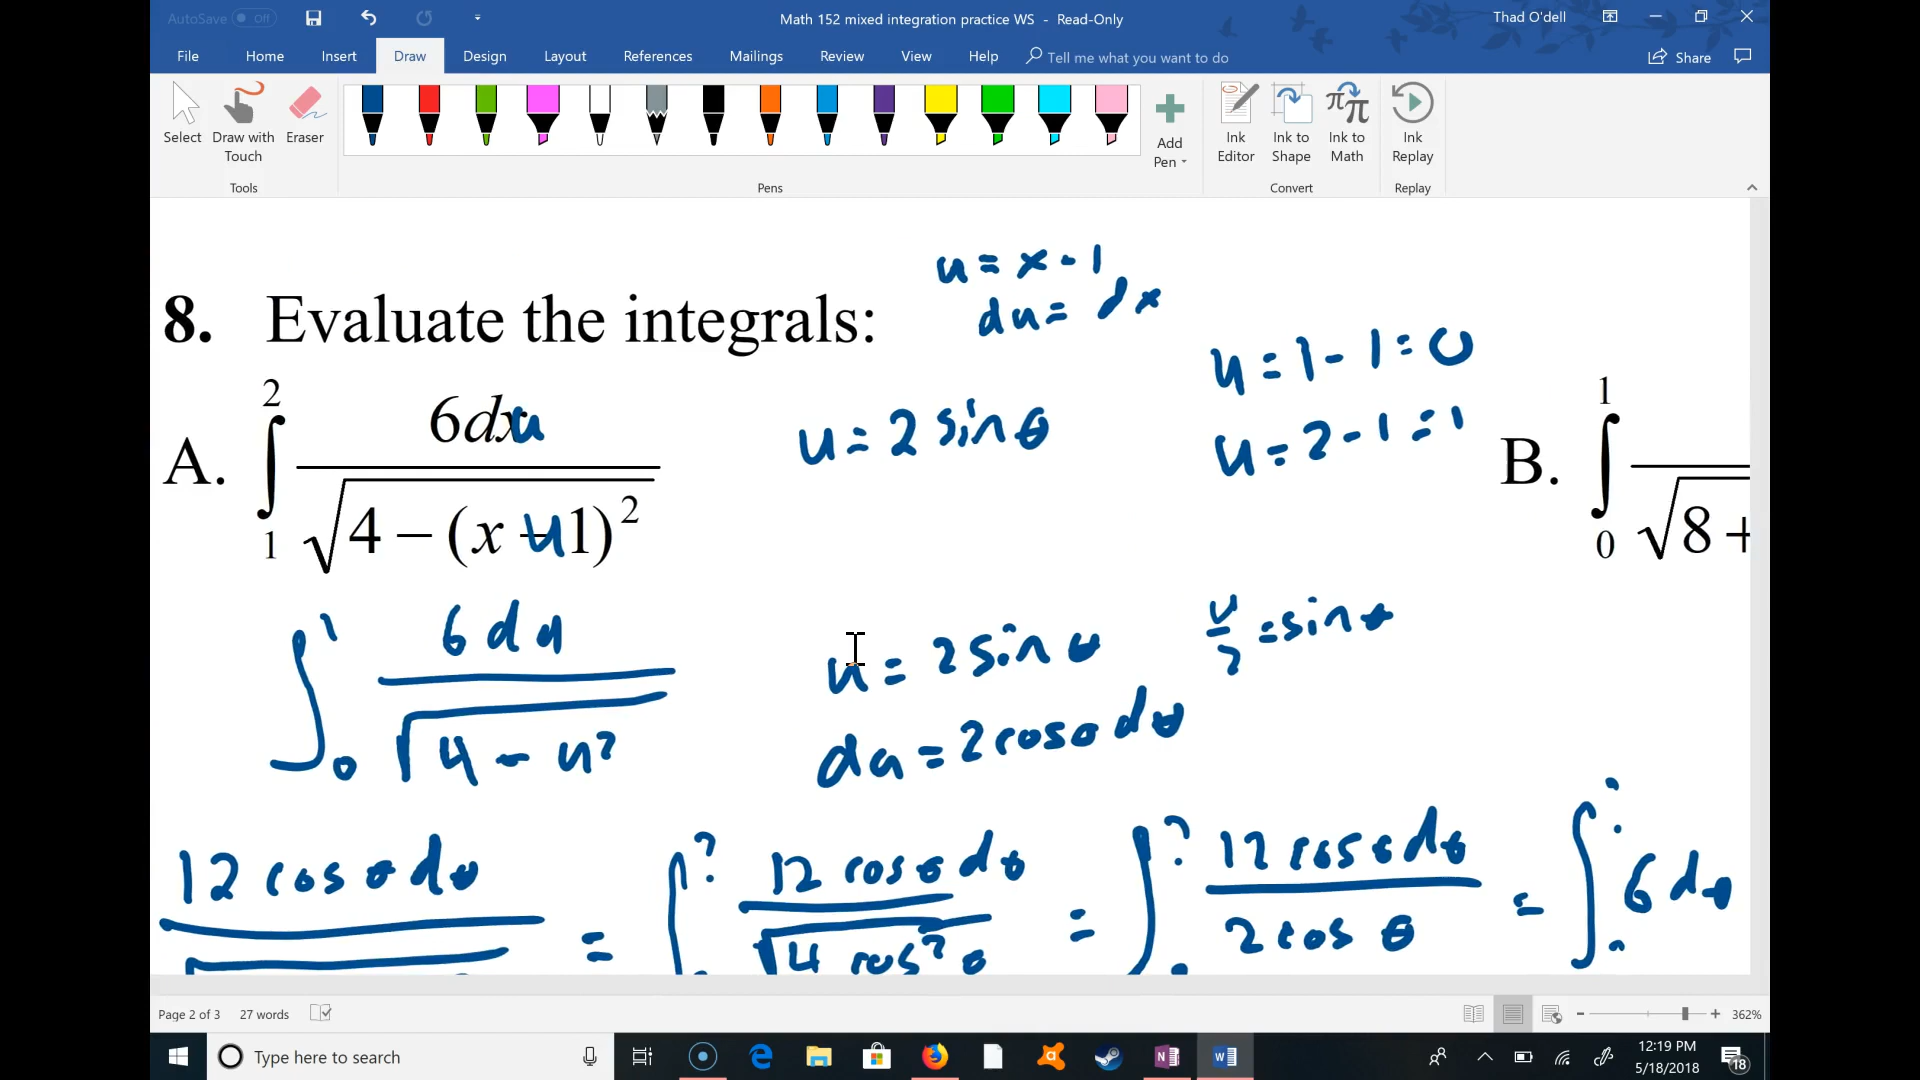 AutoSave Off
Math 152 mixed integration practice WS - Read-Only
Thad O'dell
File Home Insert Draw Design Layout References Mailings Review View Help Tell me what you want to do Share
Select Draw with Touch Eraser
Add Pen
Ink Editor Ink to Shape Ink to Math Ink Replay
Tools Pens Convert Replay
u = x - 1
du = dx
8. Evaluate the integrals:
u = 1 - 1 = 0
u = 2 sin θ
u = 2 - 1 = 1
A. ∫₁² 6dx / √(4 − (x − 1)²)
u
u
B. ∫₀¹ √8 +
∫₀¹ 6 du / √(4 - u²)
u = 2 sin θ
u/2 = sin θ
du = 2 cos θ dθ
12 cos θ dθ = ∫ ? 12 cos θ dθ / √(4 cos² θ) = ∫ ? 12 cos θ dθ / 2 cos θ = ∫ 6 dθ
Page 2 of 3 27 words 362%
Type here to search
12:19 PM
5/18/2018
18